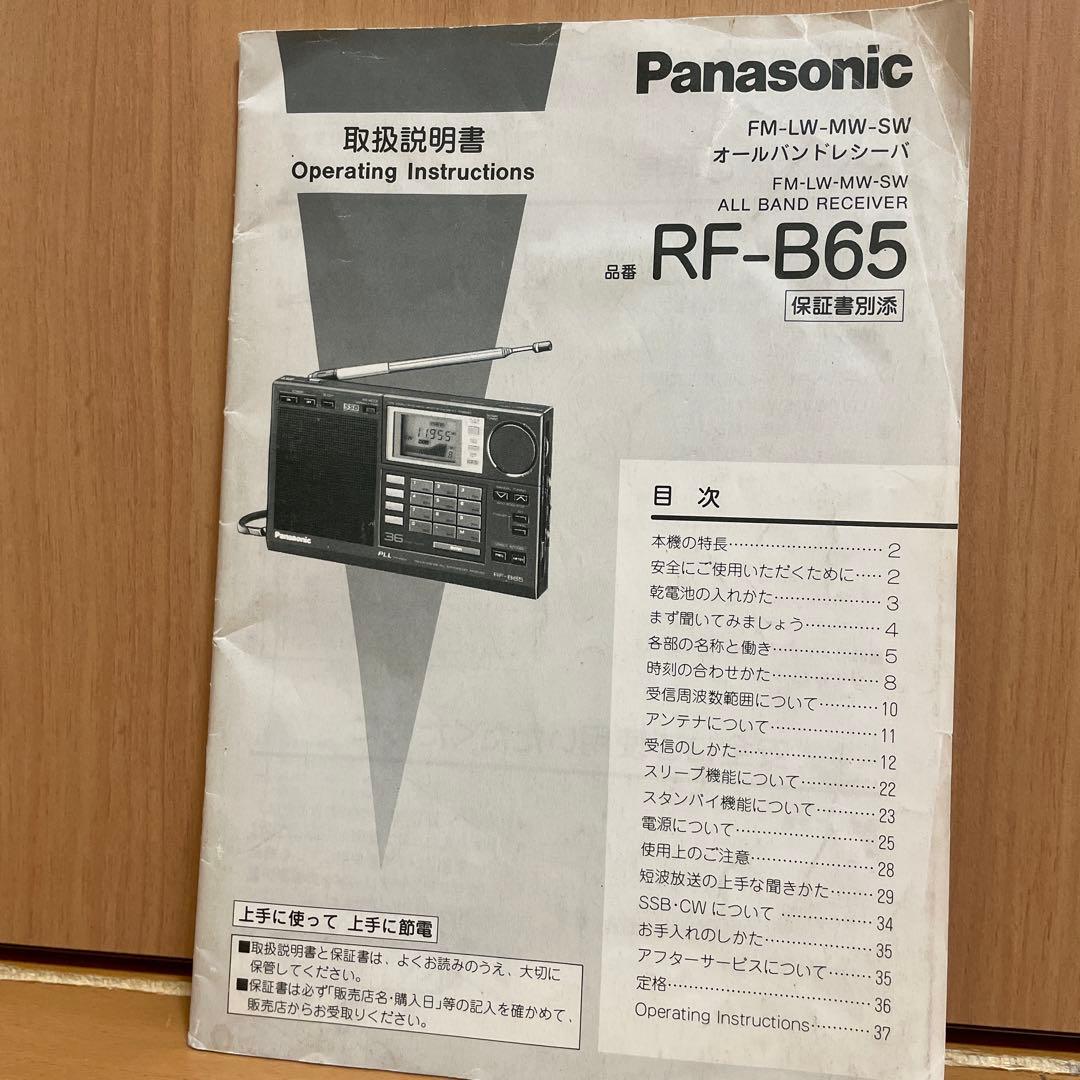 Panasonic
取扱説明書
Operating Instructions
FM-LW-MW-SW
オールバンドレシーバ
FM-LW-MW-SW
ALL BAND RECEIVER
品番 RF-B65
保証書別添
SSB
11955
Panasonic
36
PLL
RF-B65
目 次
本機の特長……………………………2
安全にご使用いただくために……2
乾電池の入れかた…………………3
まず聞いてみましょう……………4
各部の名称と働き…………………5
時刻の合わせかた…………………8
受信周波数範囲について…………10
アンテナについて…………………11
受信のしかた………………………12
スリープ機能について……………22
スタンバイ機能について…………23
電源について………………………25
使用上のご注意……………………28
短波放送の上手な聞きかた………29
SSB・CWについて…………………34
お手入れのしかた…………………35
アフターサービスについて………35
定格…………………………………36
Operating Instructions…………37
上手に使って 上手に節電
■取扱説明書と保証書は、よくお読みのうえ、大切に
保管してください。
■保証書は必ず「販売店名・購入日」等の記入を確かめて、
販売店からお受取りください。